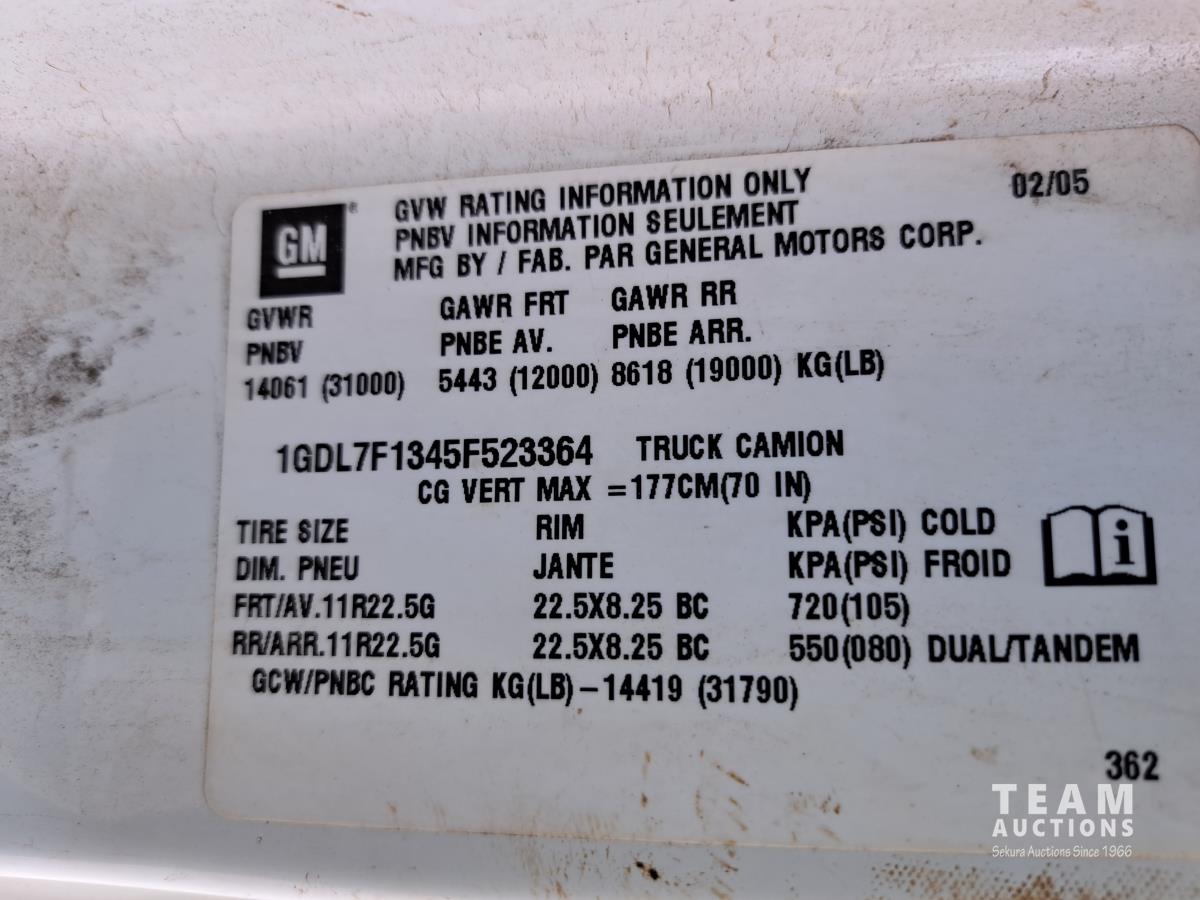 GM®
GVW RATING INFORMATION ONLY 02/05
PNBV INFORMATION SEULEMENT
MFG BY / FAB. PAR GENERAL MOTORS CORP.
GVWR GAWR FRT GAWR RR
PNBV PNBE AV. PNBE ARR.
14061 (31000) 5443 (12000) 8618 (19000) KG(LB)
1GDL7F1345F523364 TRUCK CAMION
CG VERT MAX =177CM(70 IN)
TIRE SIZE RIM KPA(PSI) COLD
DIM. PNEU JANTE KPA(PSI) FROID
FRT/AV.11R22.5G 22.5X8.25 BC 720(105)
RR/ARR.11R22.5G 22.5X8.25 BC 550(080) DUAL/TANDEM
GCW/PNBC RATING KG(LB)-14419 (31790)
362
TEAM
AUCTIONS
Sekura Auctions Since 1966